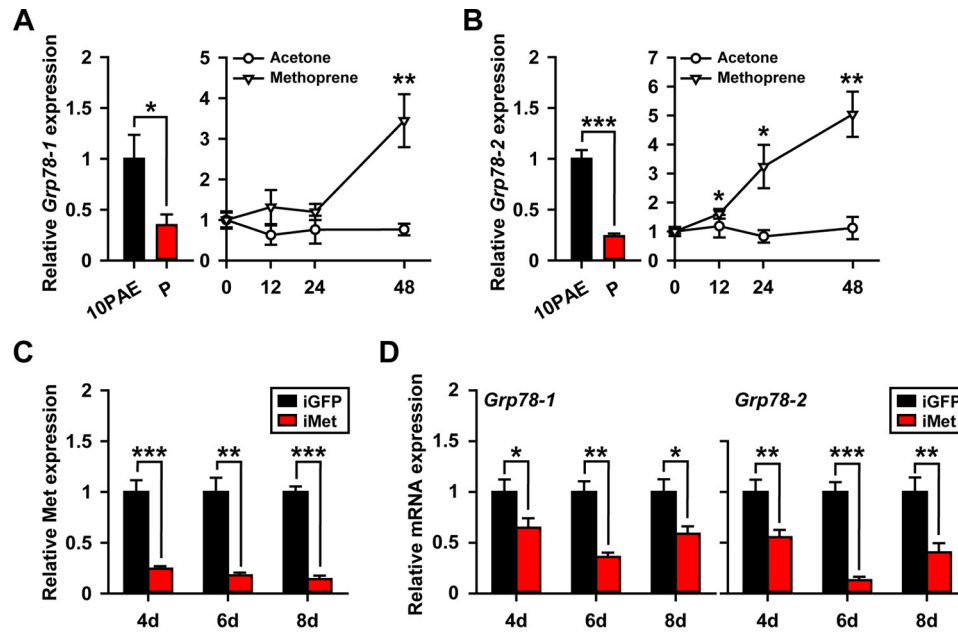 A
Relative Grp78-1 expression
2
1.5
1
0.5
0
*
10PAE
P
5
4
3
2
1
0
Acetone
Methoprene
**
0
12
24
48
B
Relative Grp78-2 expression
2
1.5
1
0.5
0
***
10PAE
P
7
6
5
4
3
2
1
0
Acetone
Methoprene
*
*
**
0
12
24
48
C
Relative Met expression
2
1.5
1
0.5
0
iGFP
iMet
***
**
***
4d
6d
8d
D
Relative mRNA expression
2
1.5
1
0.5
0
Grp78-1
*
**
*
4d
6d
8d
Grp78-2
iGFP
iMet
**
***
**
4d
6d
8d